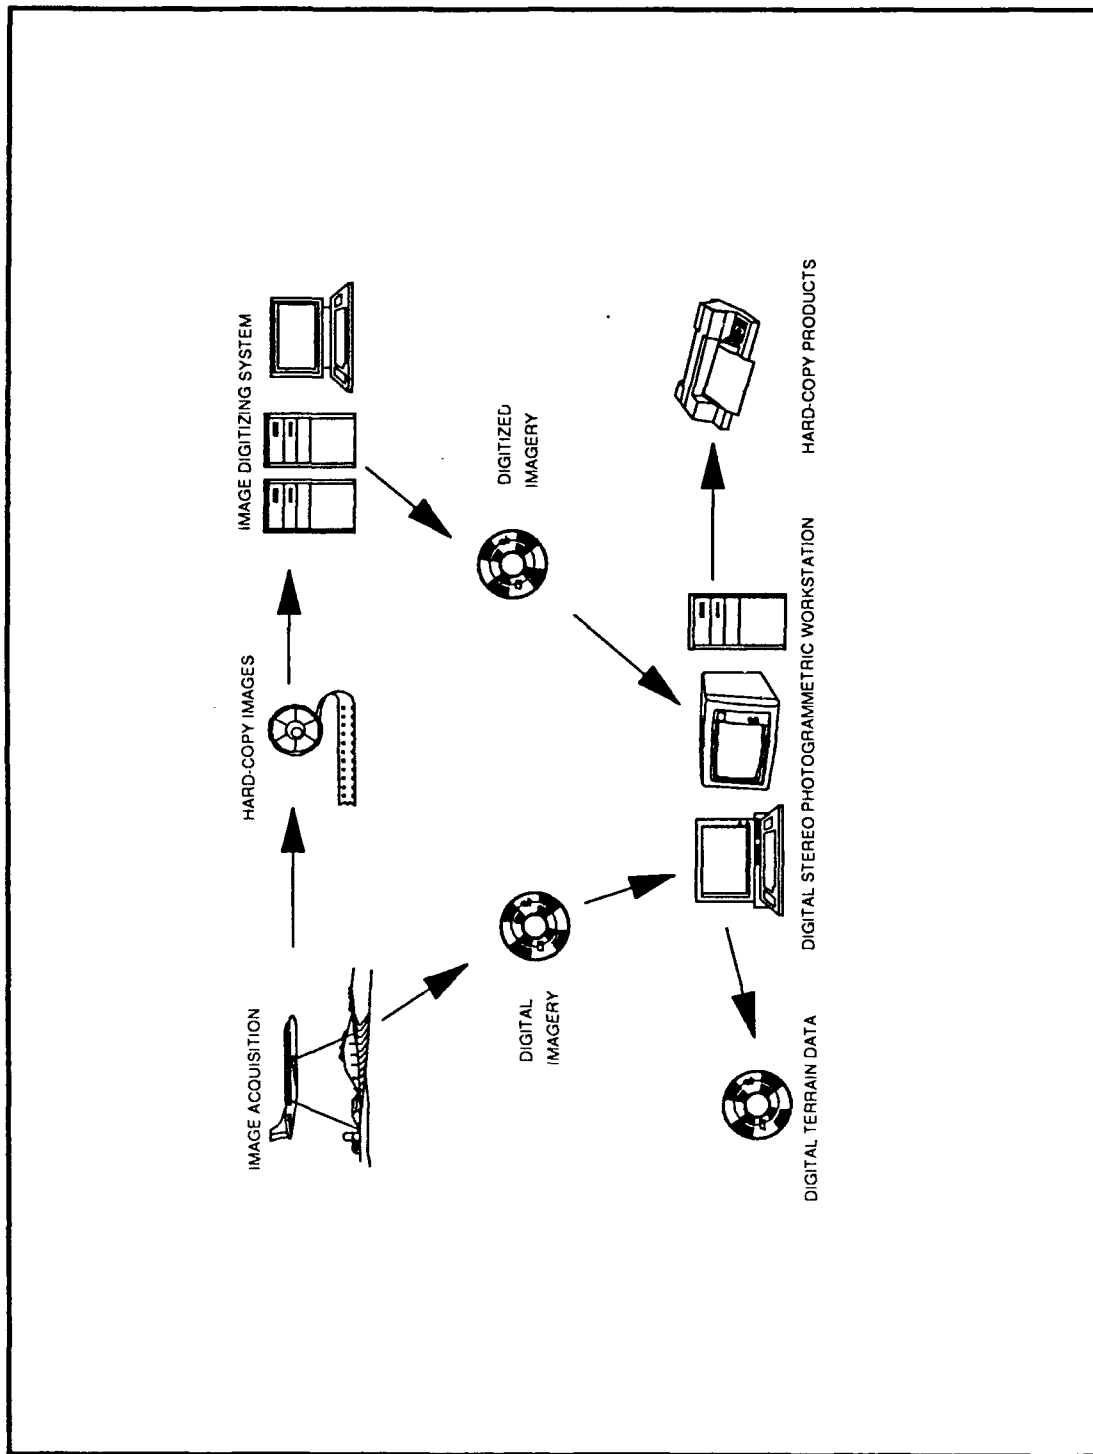 IMAGE ACQUISITION
HARD-COPY IMAGES
IMAGE DIGITIZING SYSTEM
DIGITAL
IMAGERY
DIGITIZED
IMAGERY
DIGITAL TERRAIN DATA
DIGITAL STEREO PHOTOGRAMMETRIC WORKSTATION
HARD-COPY PRODUCTS